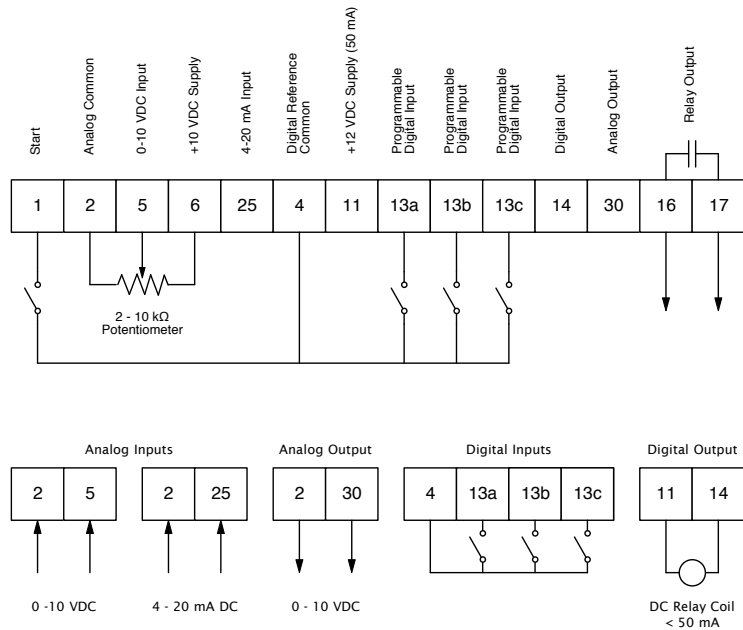 Start
Analog Common
0-10 VDC Input
+10 VDC Supply
4-20 mA Input
Digital Reference
Common
+12 VDC Supply (50 mA)
Programmable
Digital Input
Programmable
Digital Input
Programmable
Digital Input
Digital Output
Analog Output
Relay Output
1 2 5 6 25 4 11 13a 13b 13c 14 30 16 17
2 - 10 kΩ
Potentiometer
Analog Inputs Analog Output Digital Inputs Digital Output
2 5 2 25 2 30 4 13a 13b 13c 11 14
0 -10 VDC 4 - 20 mA DC 0 - 10 VDC DC Relay Coil
< 50 mA